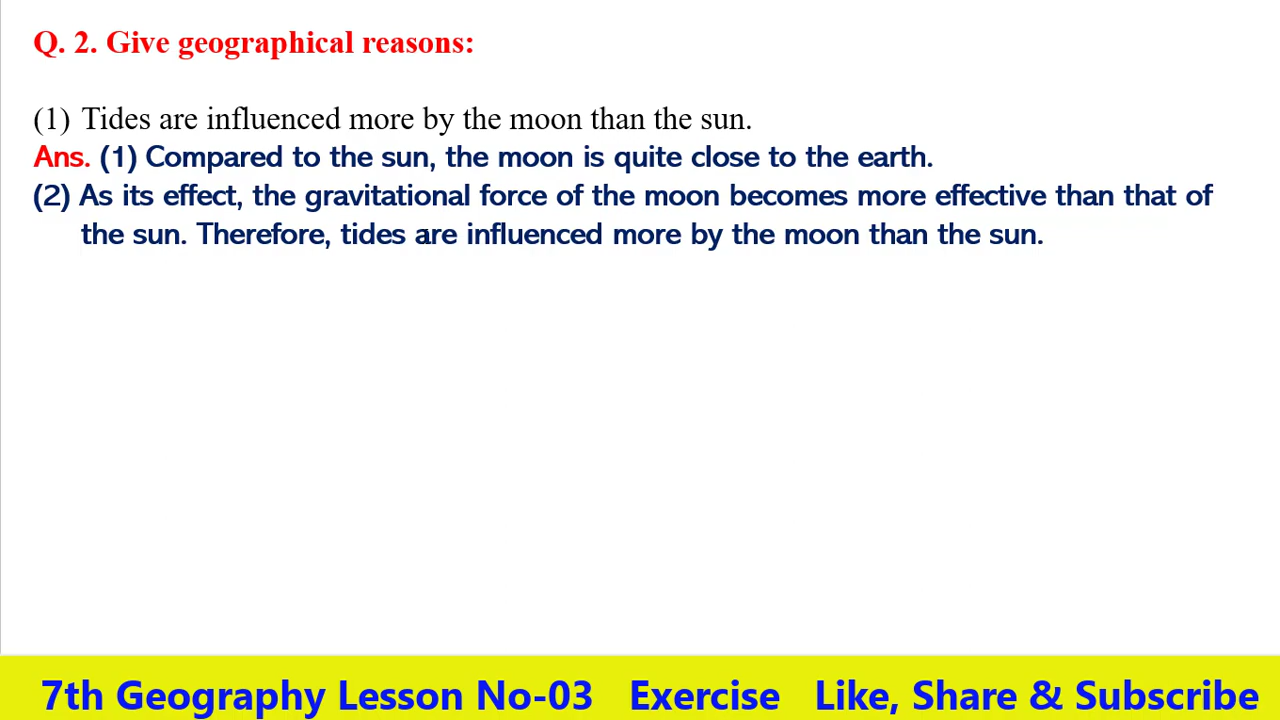 Q. 2. Give geographical reasons:
(1) Tides are influenced more by the moon than the sun.
Ans. (1) Compared to the sun, the moon is quite close to the earth.
(2) As its effect, the gravitational force of the moon becomes more effective than that of
the sun. Therefore, tides are influenced more by the moon than the sun.
7th Geography Lesson No-03 Exercise Like, Share & Subscribe